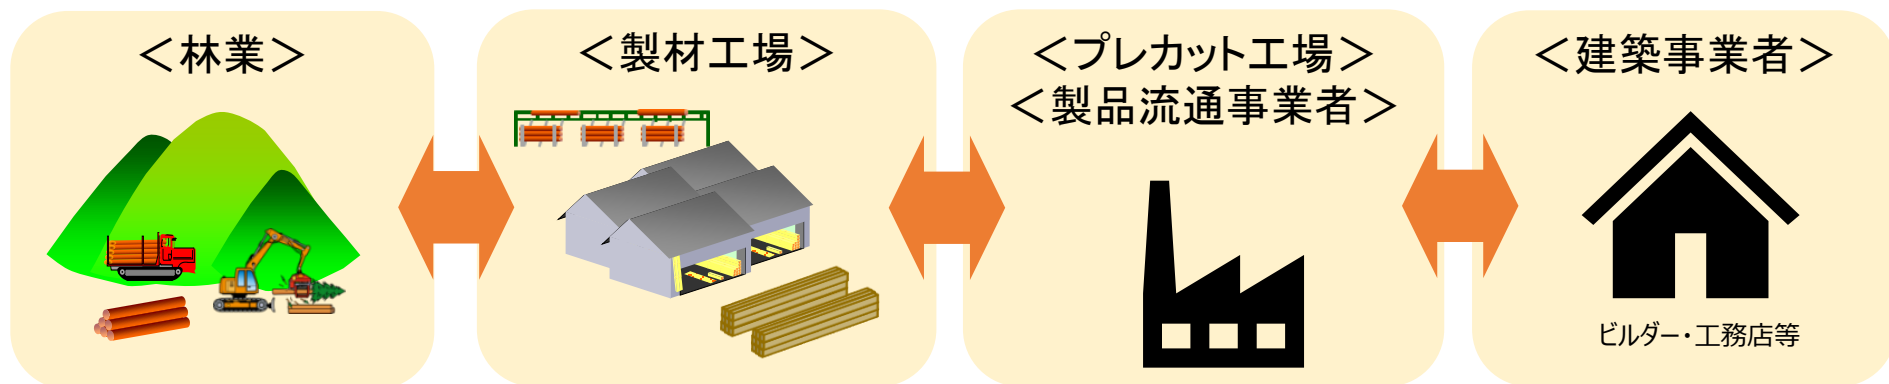 ＜林業＞
＜製材工場＞
＜プレカット工場＞
＜製品流通事業者＞
＜建築事業者＞
ビルダー・工務店等